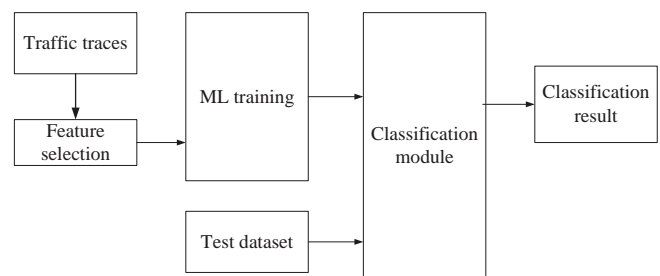 Traffic traces
Feature
selection
ML training
Test dataset
Classification
module
Classification
result